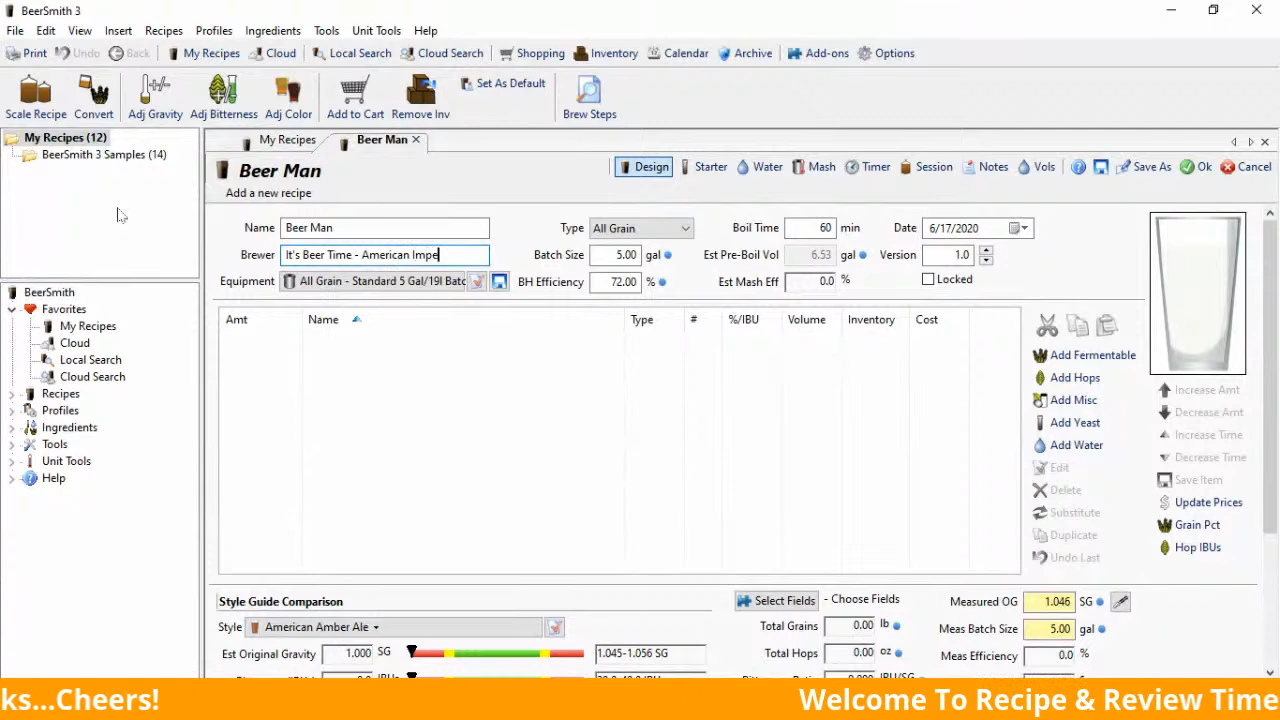 BeerSmith 3
File Edit View Insert Recipes Profiles Ingredients Tools Unit Tools Help
Print Undo Back My Recipes Cloud Local Search Cloud Search Shopping Inventory Calendar Archive Add-ons Options
Scale Recipe Convert Adj Gravity Adj Bitterness Adj Color Add to Cart Remove Inv Set As Default Brew Steps
My Recipes (12)
BeerSmith 3 Samples (14)
BeerSmith
Favorites
My Recipes
Cloud
Local Search
Cloud Search
Recipes
Profiles
Ingredients
Tools
Unit Tools
Help
My Recipes Beer Man
Beer Man
Design Starter Water Mash Timer Session Notes Vols Save As Ok Cancel
Add a new recipe
Name Beer Man Type All Grain Boil Time 60 min Date 6/17/2020
Brewer It's Beer Time - American Impe Batch Size 5.00 gal Est Pre-Boil Vol 6.53 gal Version 1.0
Equipment All Grain - Standard 5 Gal/19l Batc BH Efficiency 72.00 % Est Mash Eff 0.0 % Locked
Amt Name Type # %/IBU Volume Inventory Cost
Add Fermentable
Add Hops
Add Misc
Add Yeast
Add Water
Edit
Delete
Substitute
Duplicate
Undo Last
Increase Amt
Decrease Amt
Increase Time
Decrease Time
Save Item
Update Prices
Grain Pct
Hop IBUs
Style Guide Comparison Select Fields - Choose Fields Measured OG 1.046 SG
Style American Amber Ale Total Grains 0.00 lb Meas Batch Size 5.00 gal
Est Original Gravity 1.000 SG 1.045-1.056 SG Total Hops 0.00 oz Meas Efficiency 0.0 %
ks...Cheers! Welcome To Recipe & Review Time